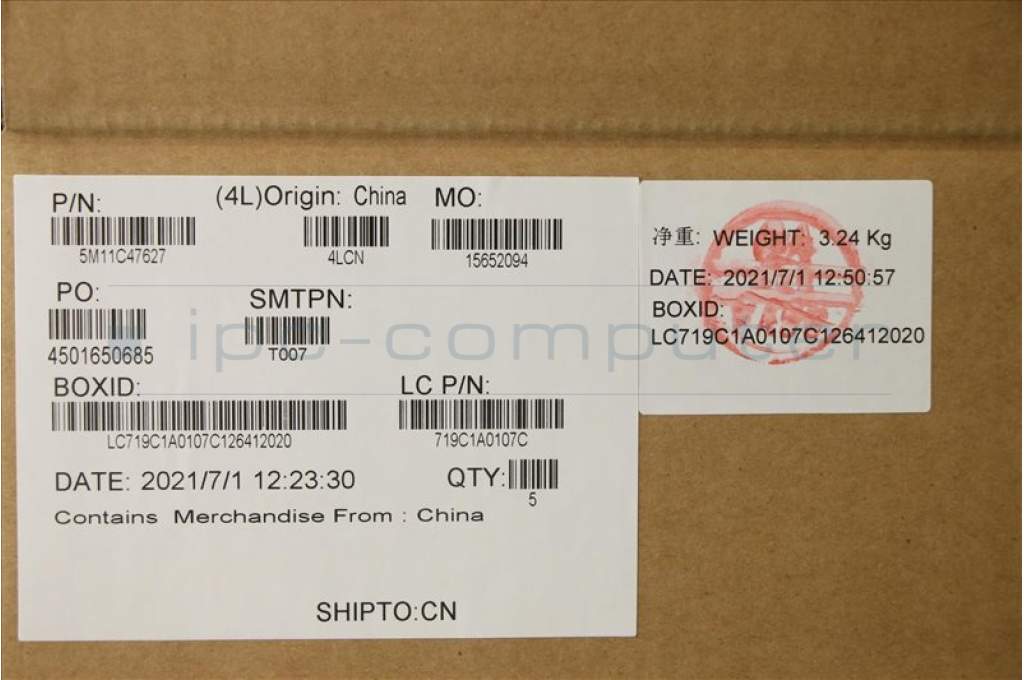 P/N: (4L)Origin: China MO:
5M11C47627 4LCN 15652094
PO: SMTPN:
4501650685 T007
BOXID: LC P/N:
LC719C1A0107C126412020 719C1A0107C
DATE: 2021/7/1 12:23:30 QTY:
5
Contains Merchandise From : China
SHIPTO:CN
净重: WEIGHT: 3.24 Kg
DATE: 2021/7/1 12:50:57
BOXID:
LC719C1A0107C126412020
ipc-computer